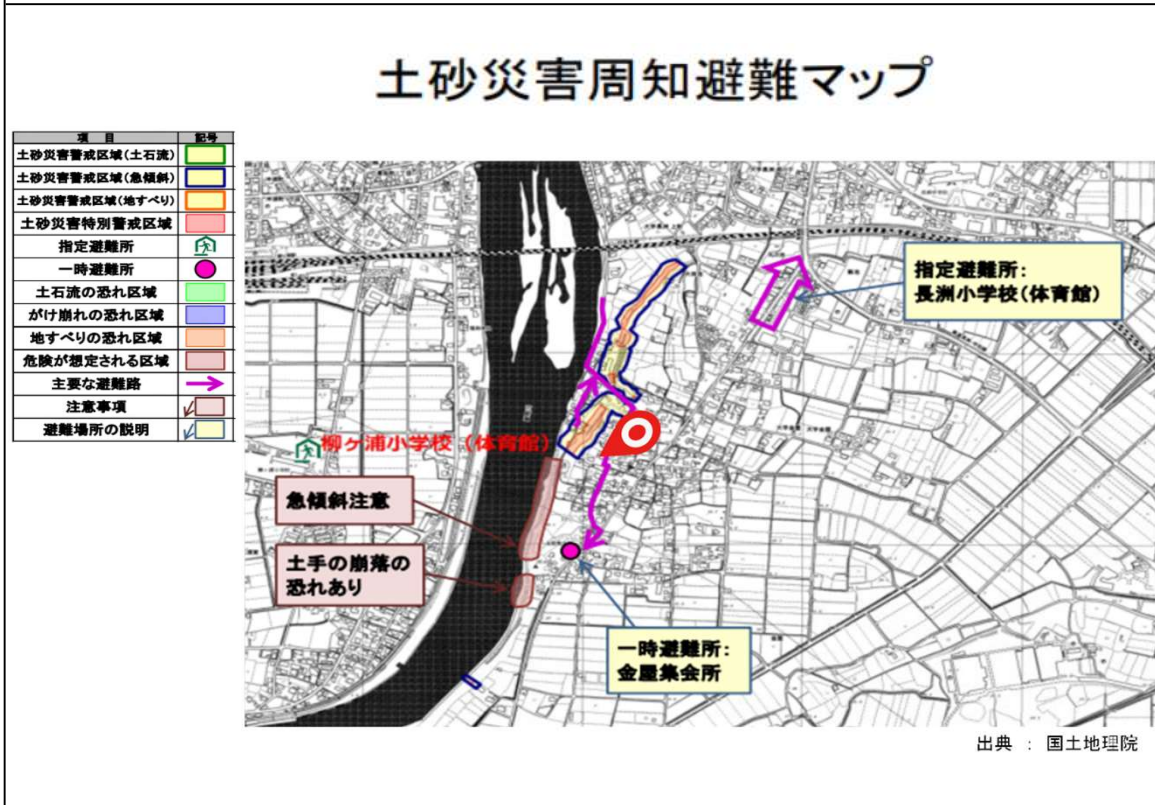 土砂災害周知避難マップ
項　目　記号
土砂災害警戒区域(土石流)
土砂災害警戒区域(急傾斜)
土砂災害警戒区域(地すべり)
土砂災害特別警戒区域
指定避難所
一時避難所
土石流の恐れ区域
がけ崩れの恐れ区域
地すべりの恐れ区域
危険が想定される区域
主要な避難路
注意事項
避難場所の説明
指定避難所：
長洲小学校(体育館)
柳ヶ浦小学校（体育館）
急傾斜注意
土手の崩落の
恐れあり
一時避難所：
金屋集会所
出典 ： 国土地理院